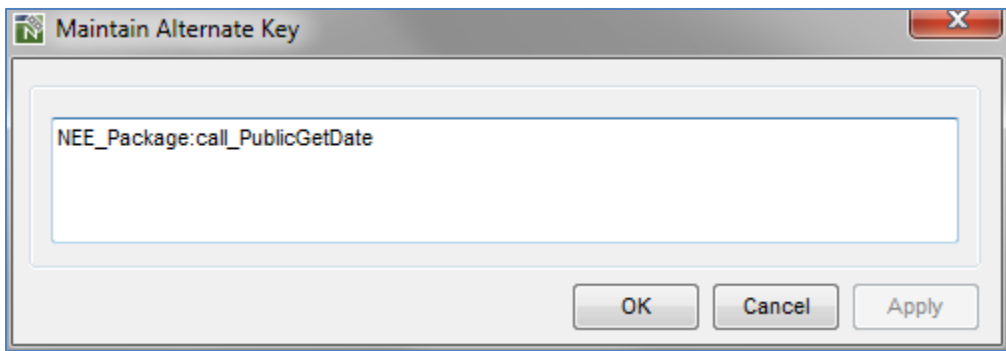 Maintain Alternate Key
NEE_Package:call_PublicGetDate
OK Cancel Apply